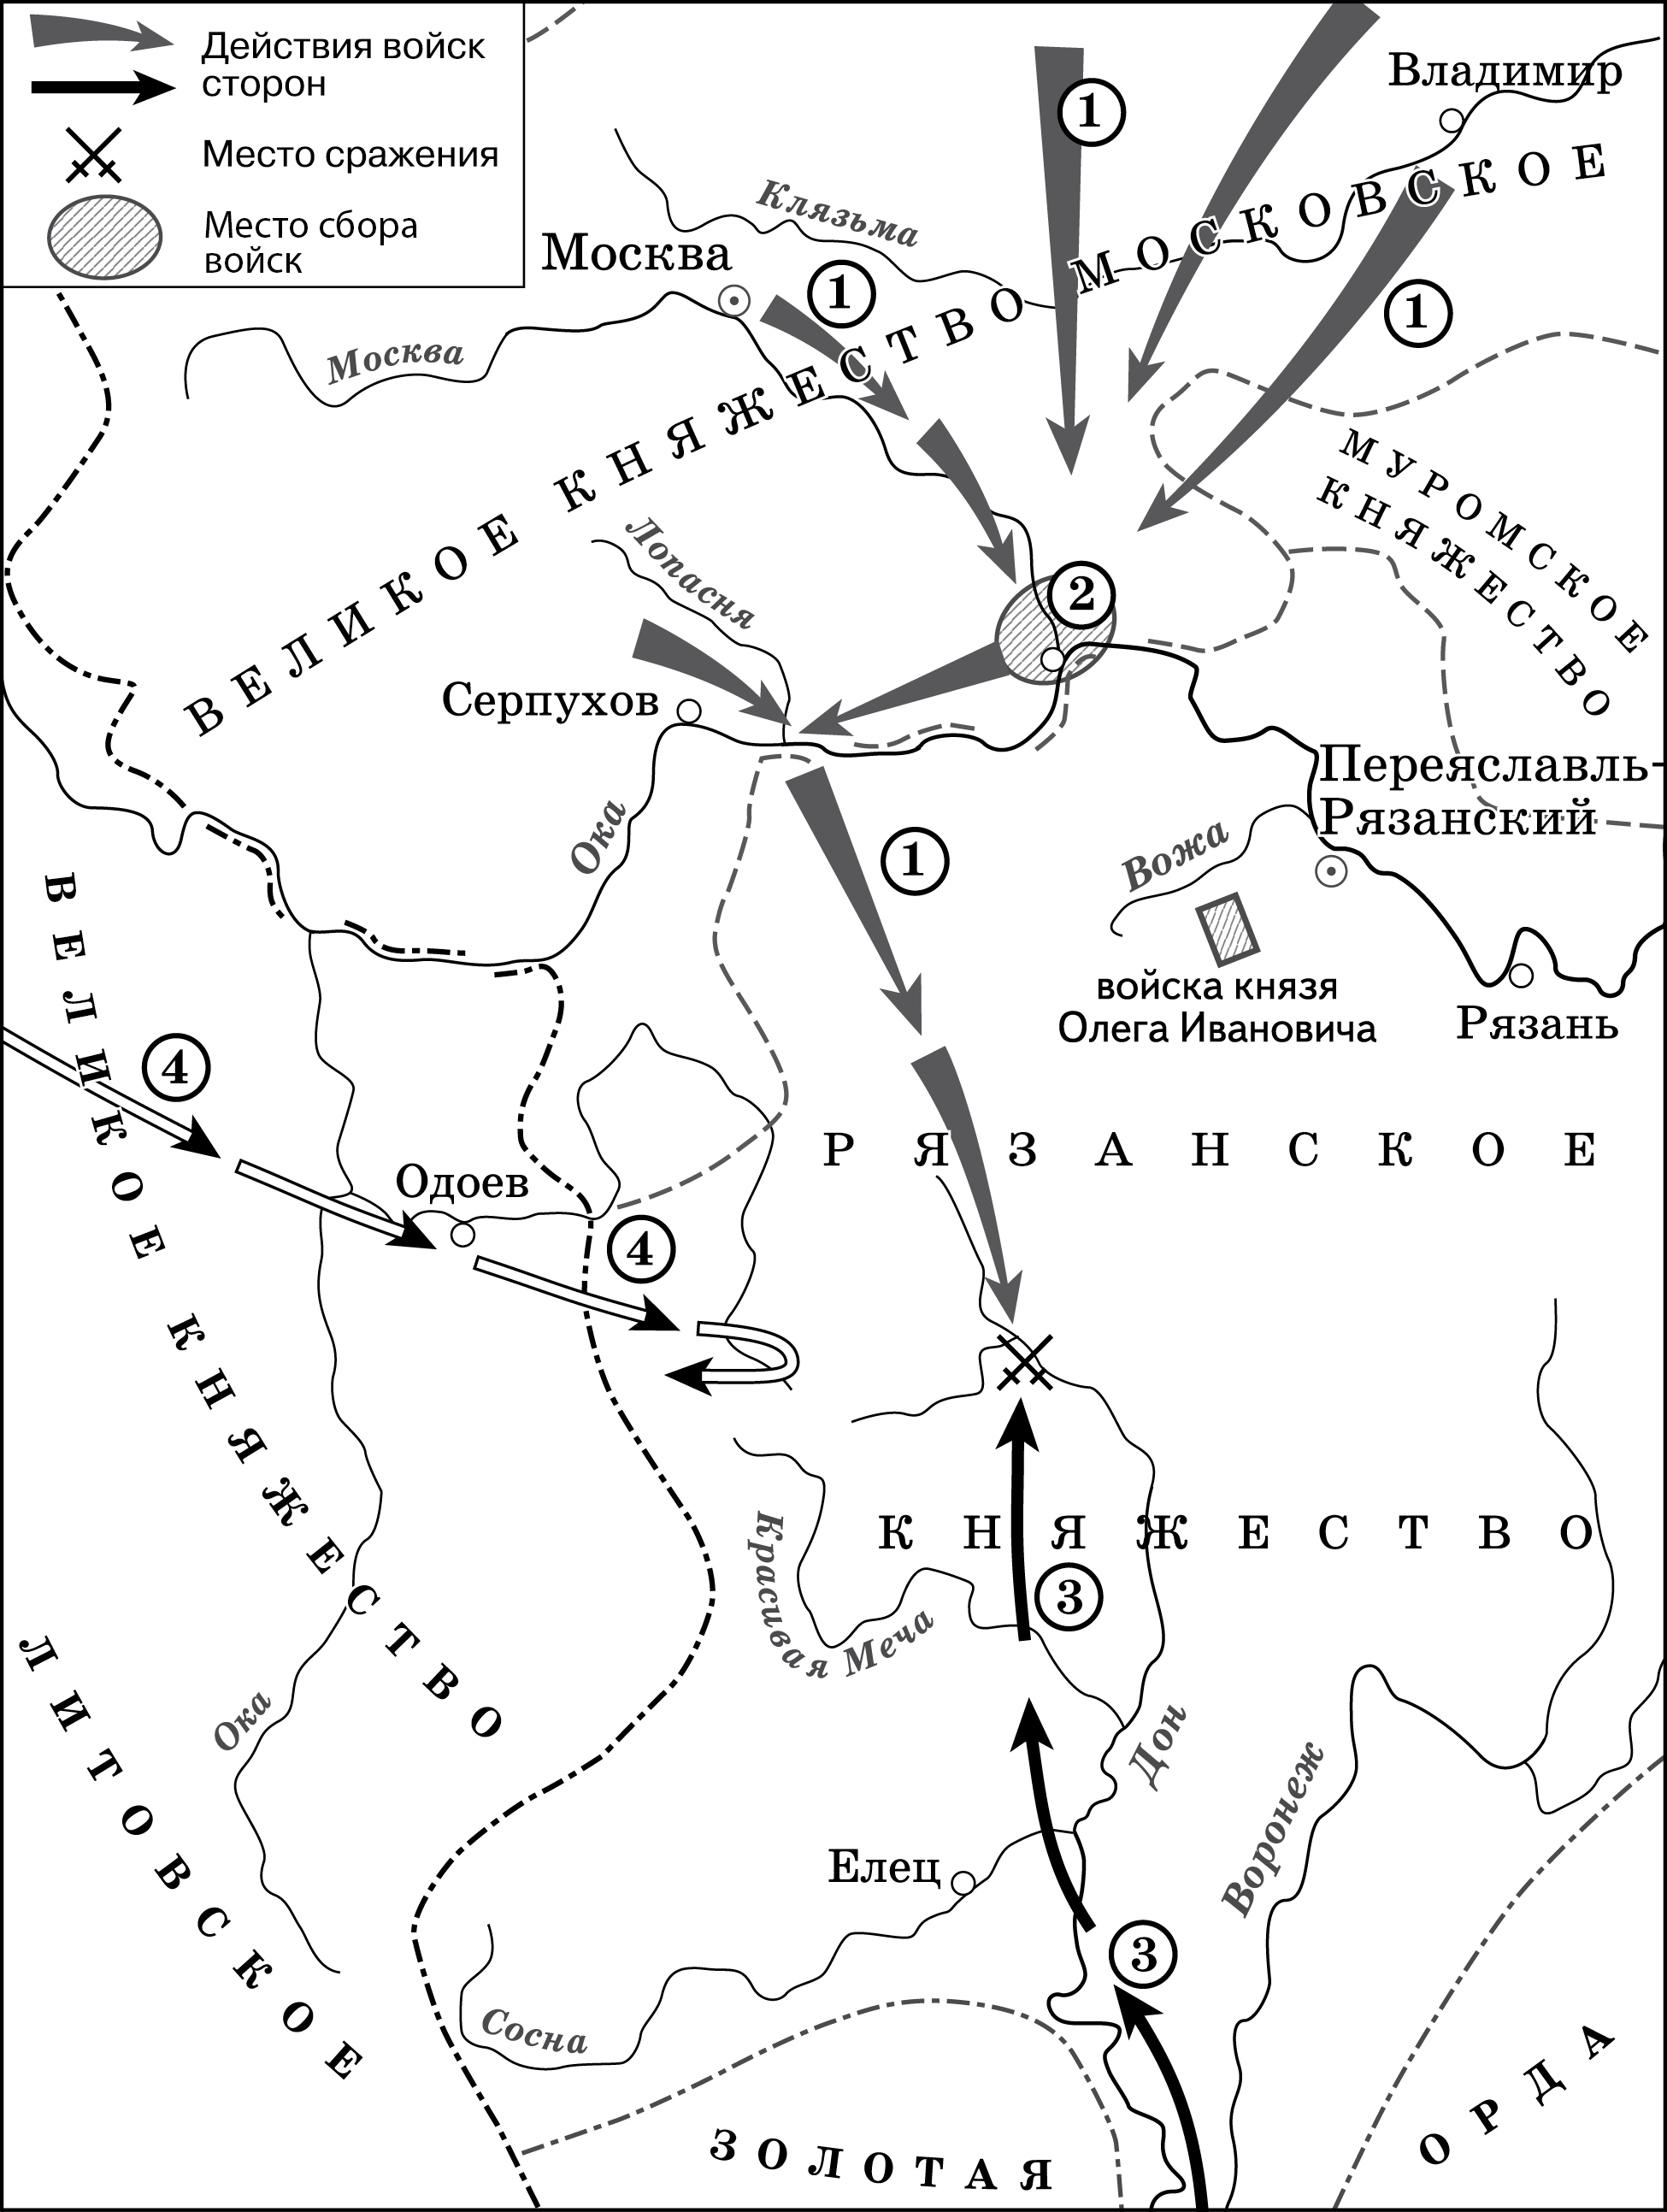 Действия войск
сторон
Место сражения
Место сбора
войск
Владимир
1
Клязьма
Москва
МОСКОВСКОЕ
1
1
Москва
ВЕЛИКОЕ КНЯЖЕСТВО
МУРОМСКОЕ
КНЯЖЕСТВО
Лопасня
2
Серпухов
Переяславль-
Рязанский
Ока
1
Вожа
войска князя
Олега Ивановича
Рязань
ВЕЛИКОЕ КНЯЖЕСТВО
4
РЯЗАНСКОЕ
Одоев
4
КНЯЖЕСТВО
Красивая Меча
3
ЛИТОВСКОЕ
Ока
Дон
Воронеж
Елец
3
Сосна
ЗОЛОТАЯ
ОРДА